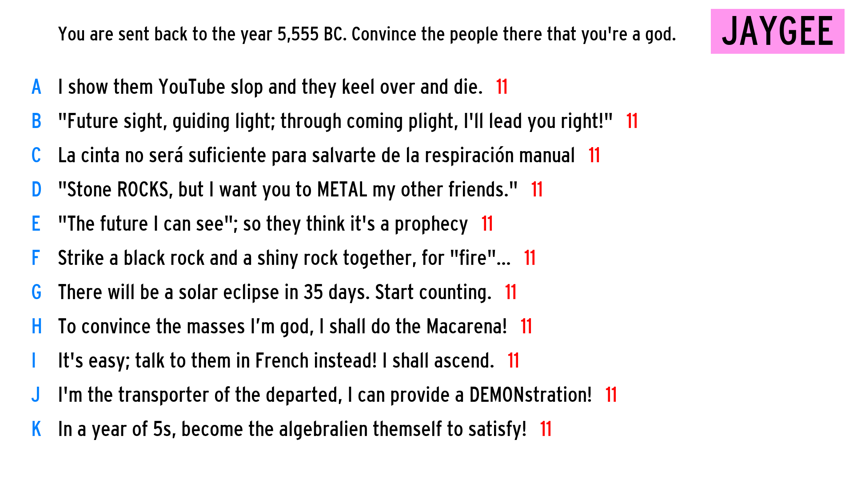 You are sent back to the year 5,555 BC. Convince the people there that you're a god.
JAYGEE
A I show them YouTube slop and they keel over and die. 11
B "Future sight, guiding light; through coming plight, I'll lead you right!" 11
C La cinta no será suficiente para salvarte de la respiración manual 11
D "Stone ROCKS, but I want you to METAL my other friends." 11
E "The future I can see"; so they think it's a prophecy 11
F Strike a black rock and a shiny rock together, for "fire"... 11
G There will be a solar eclipse in 35 days. Start counting. 11
H To convince the masses I’m god, I shall do the Macarena! 11
I It's easy; talk to them in French instead! I shall ascend. 11
J I'm the transporter of the departed, I can provide a DEMONstration! 11
K In a year of 5s, become the algebralien themself to satisfy! 11